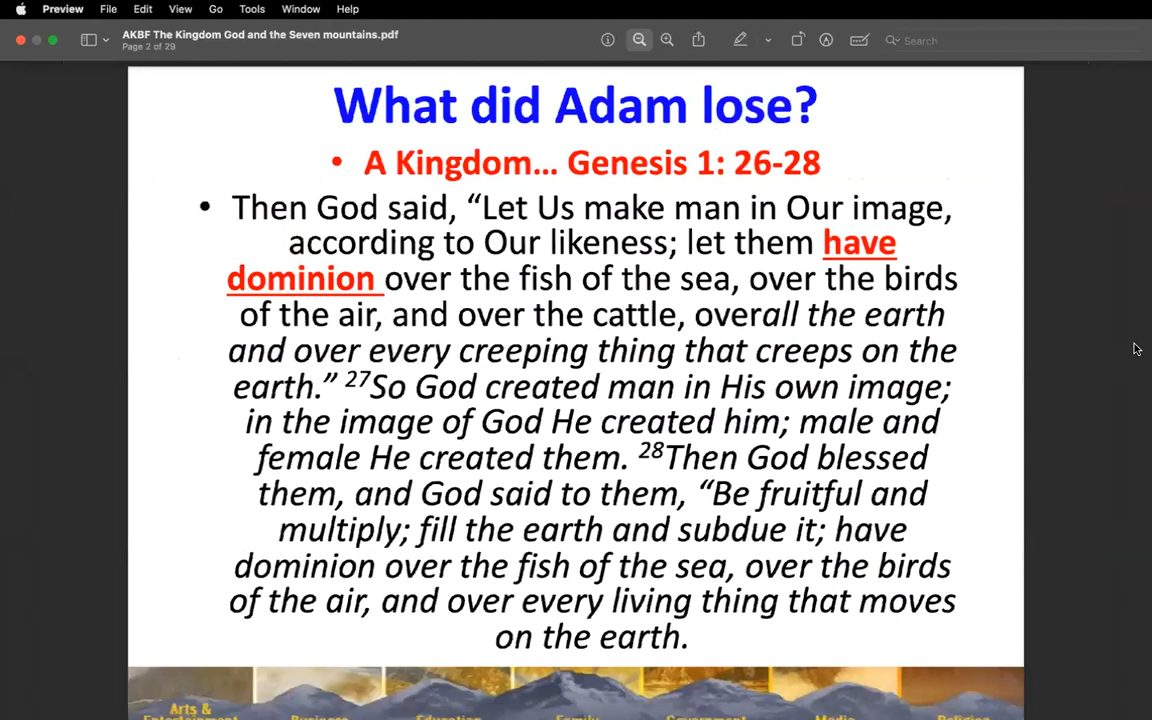 Preview File Edit View Go Tools Window Help
AKBF The Kingdom God and the Seven mountains.pdf
Page 2 of 29
Search
What did Adam lose?
• A Kingdom... Genesis 1: 26-28
• Then God said, “Let Us make man in Our image,
according to Our likeness; let them have
dominion over the fish of the sea, over the birds
of the air, and over the cattle, overall the earth
and over every creeping thing that creeps on the
earth.” 27So God created man in His own image;
in the image of God He created him; male and
female He created them. 28Then God blessed
them, and God said to them, “Be fruitful and
multiply; fill the earth and subdue it; have
dominion over the fish of the sea, over the birds
of the air, and over every living thing that moves
on the earth.
Arts &
Entertainment Business Education Family Government Media Religion